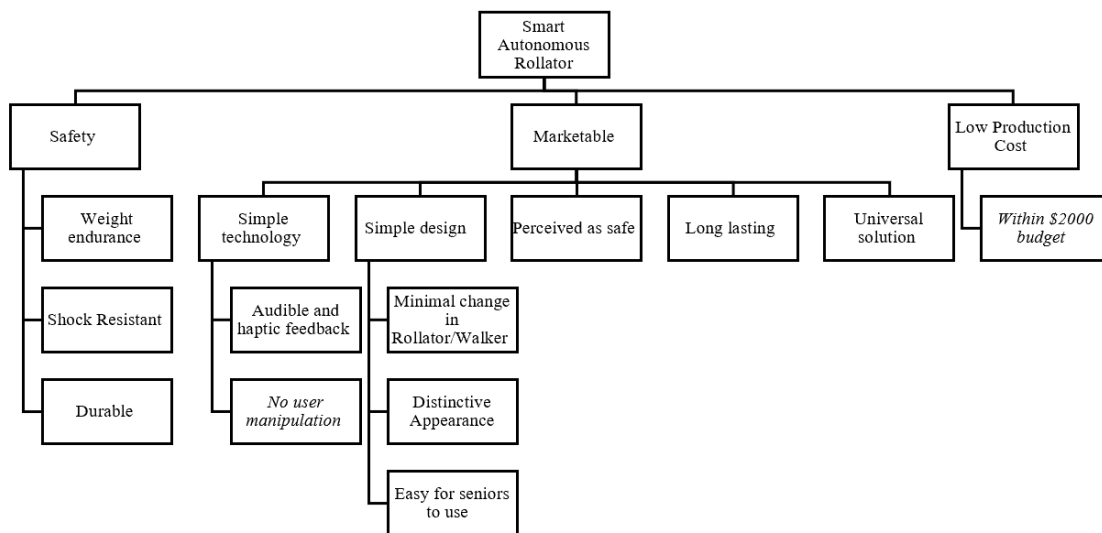 Smart
Autonomous
Rollator
Safety
Marketable
Low Production
Cost
Weight
endurance
Simple
technology
Simple design
Perceived as safe
Long lasting
Universal
solution
Within $2000
budget
Shock Resistant
Audible and
haptic feedback
Minimal change
in
Rollator/Walker
Durable
No user
manipulation
Distinctive
Appearance
Easy for seniors
to use